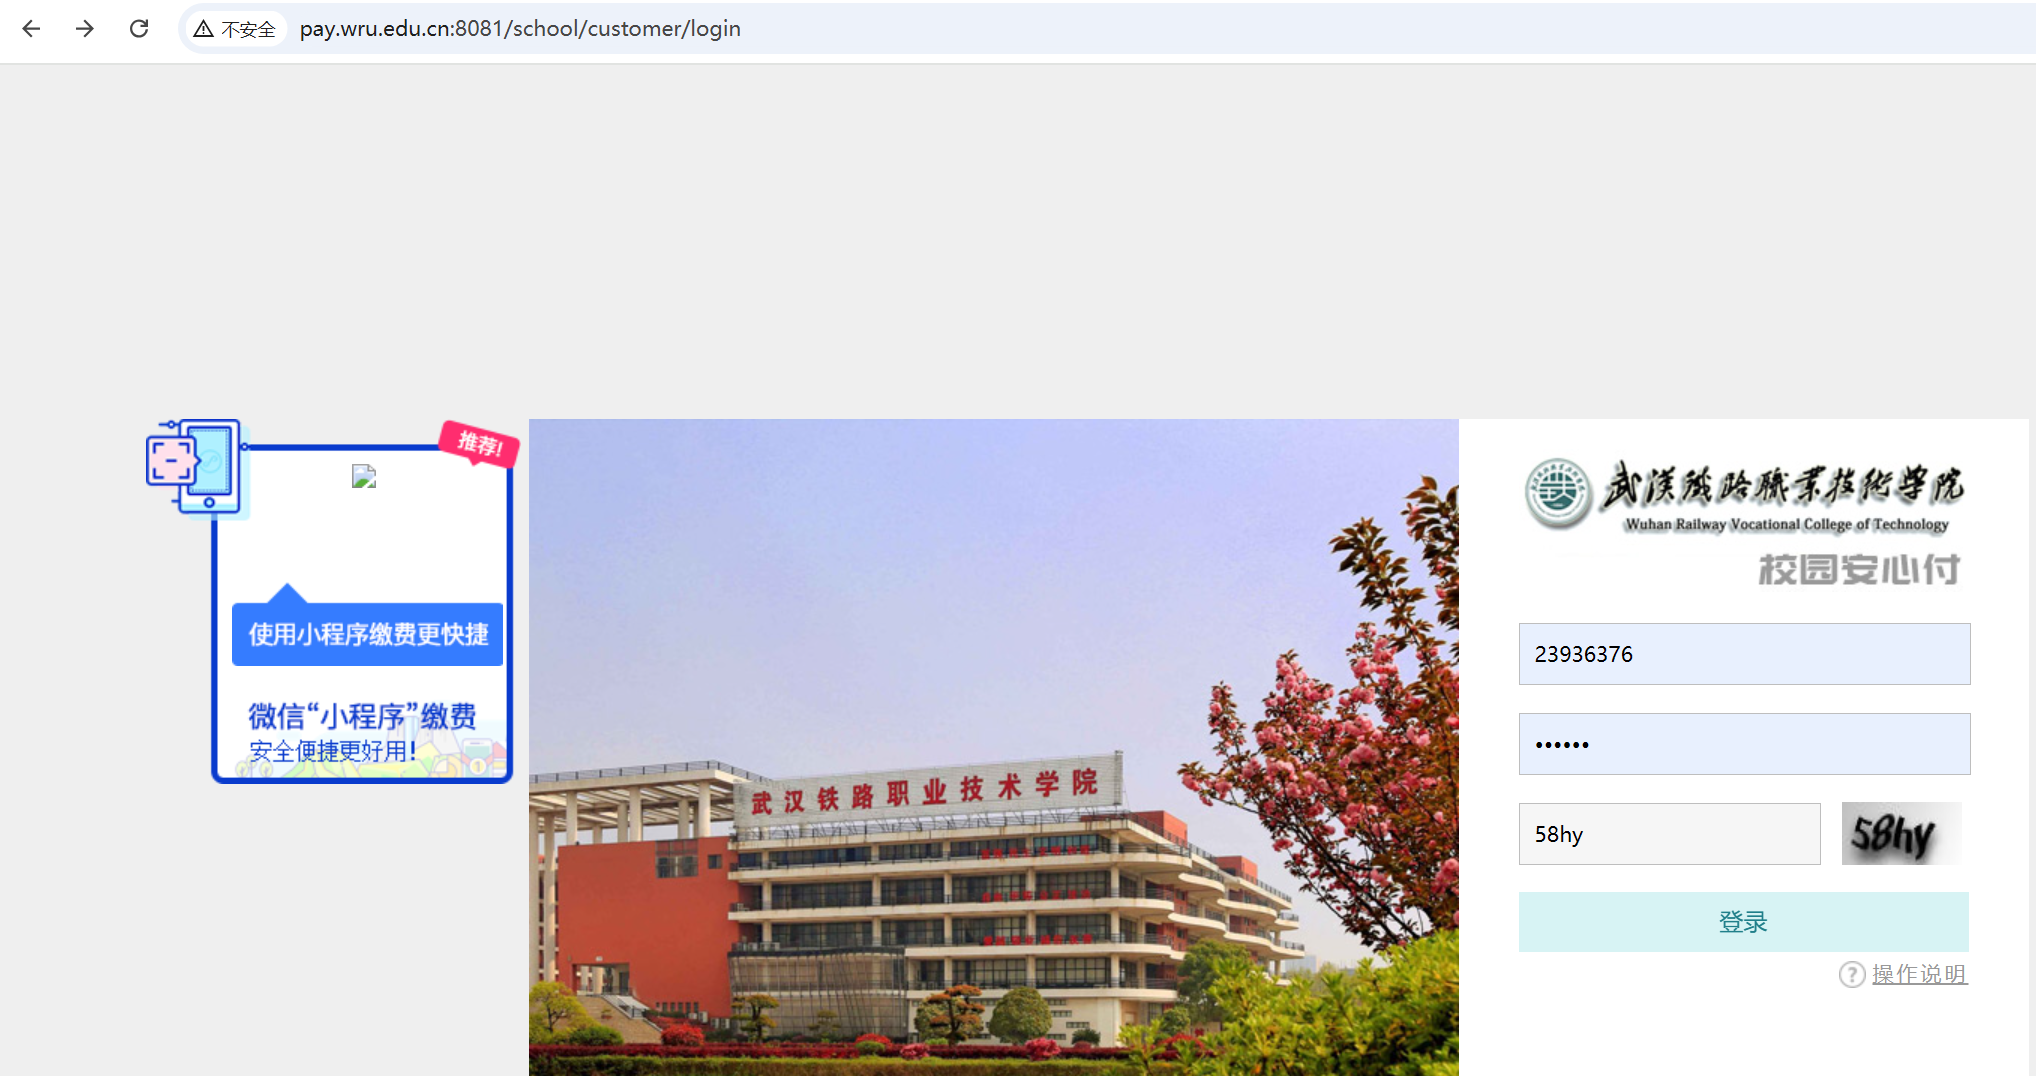 不安全
pay.wru.edu.cn:8081/school/customer/login
推荐!
使用小程序缴费更快捷
微信“小程序”缴费
安全便捷更好用!
武汉铁路职业技术学院
武漢鐵路職業技術學院
Wuhan Railway Vocational College of Technology
校园安心付
23936376
••••••
58hy
58hy
登录
? 操作说明